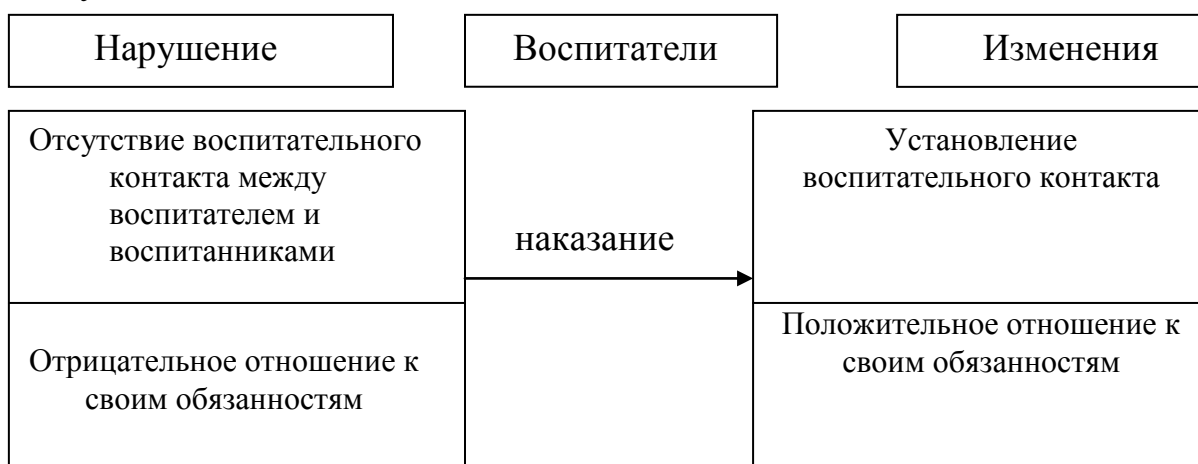 Нарушение
Воспитатели
Изменения
Отсутствие воспитательного
контакта между
воспитателем и
воспитанниками
наказание
Установление
воспитательного контакта
Отрицательное отношение к
своим обязанностям
Положительное отношение к
своим обязанностям